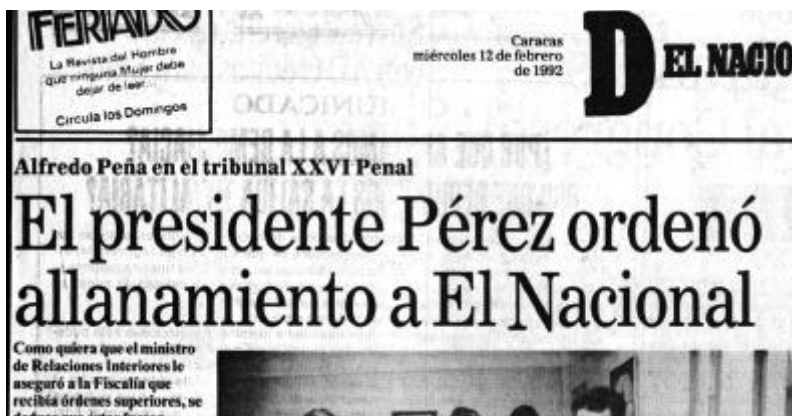 FERIADO
La Revista del Hombre
que ninguna Mujer debe
dejar de leer...
Circula los Domingos
Caracas
miércoles 12 de febrero
de 1992
D
EL NACIO
Alfredo Peña en el tribunal XXVI Penal
El presidente Pérez ordenó
allanamiento a El Nacional
Como quiera que el ministro
de Relaciones Interiores le
aseguró a la Fiscalía que
recibía órdenes superiores, se